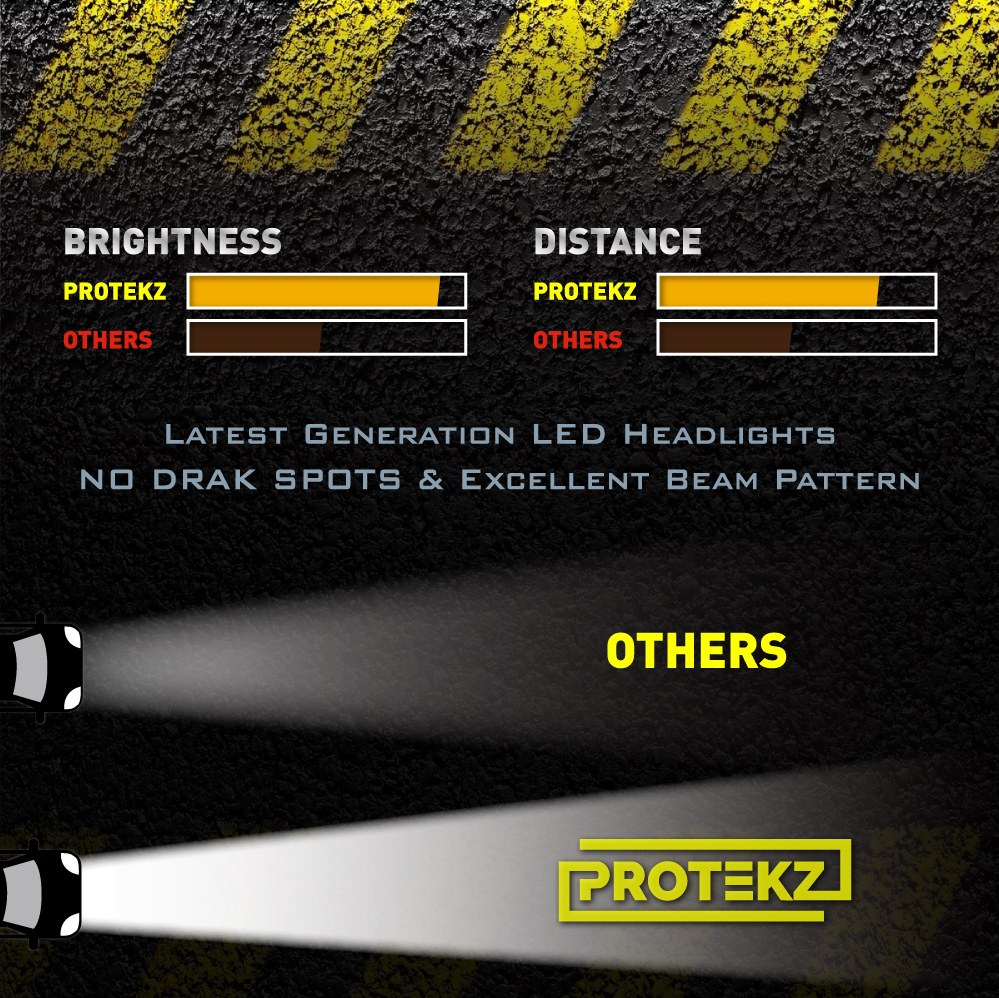 BRIGHTNESS
PROTEKZ
OTHERS
DISTANCE
PROTEKZ
OTHERS
LATEST GENERATION LED HEADLIGHTS
NO DRAK SPOTS & EXCELLENT BEAM PATTERN
OTHERS
PROTEKZ